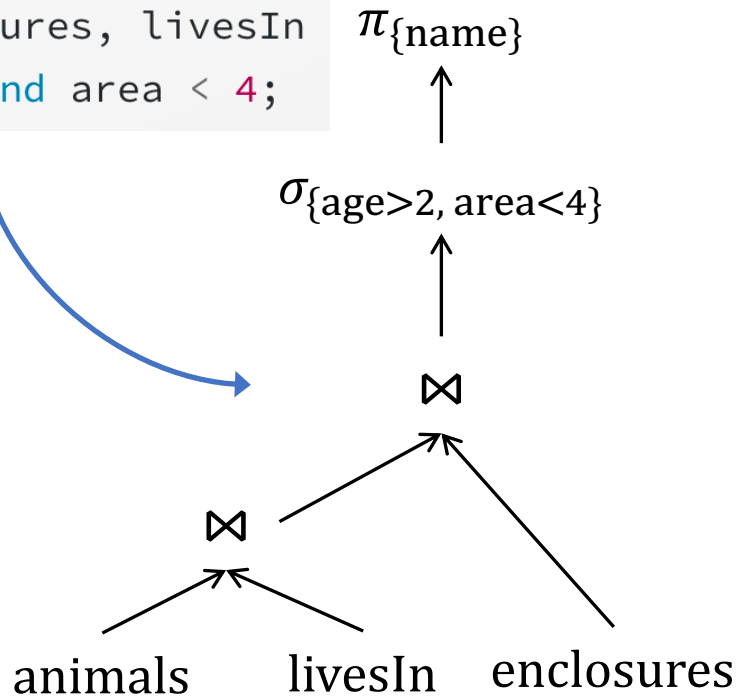 ures, livesIn
nd area < 4;
π{name}
σ{age>2, area<4}
⋈
⋈
animals livesIn enclosures